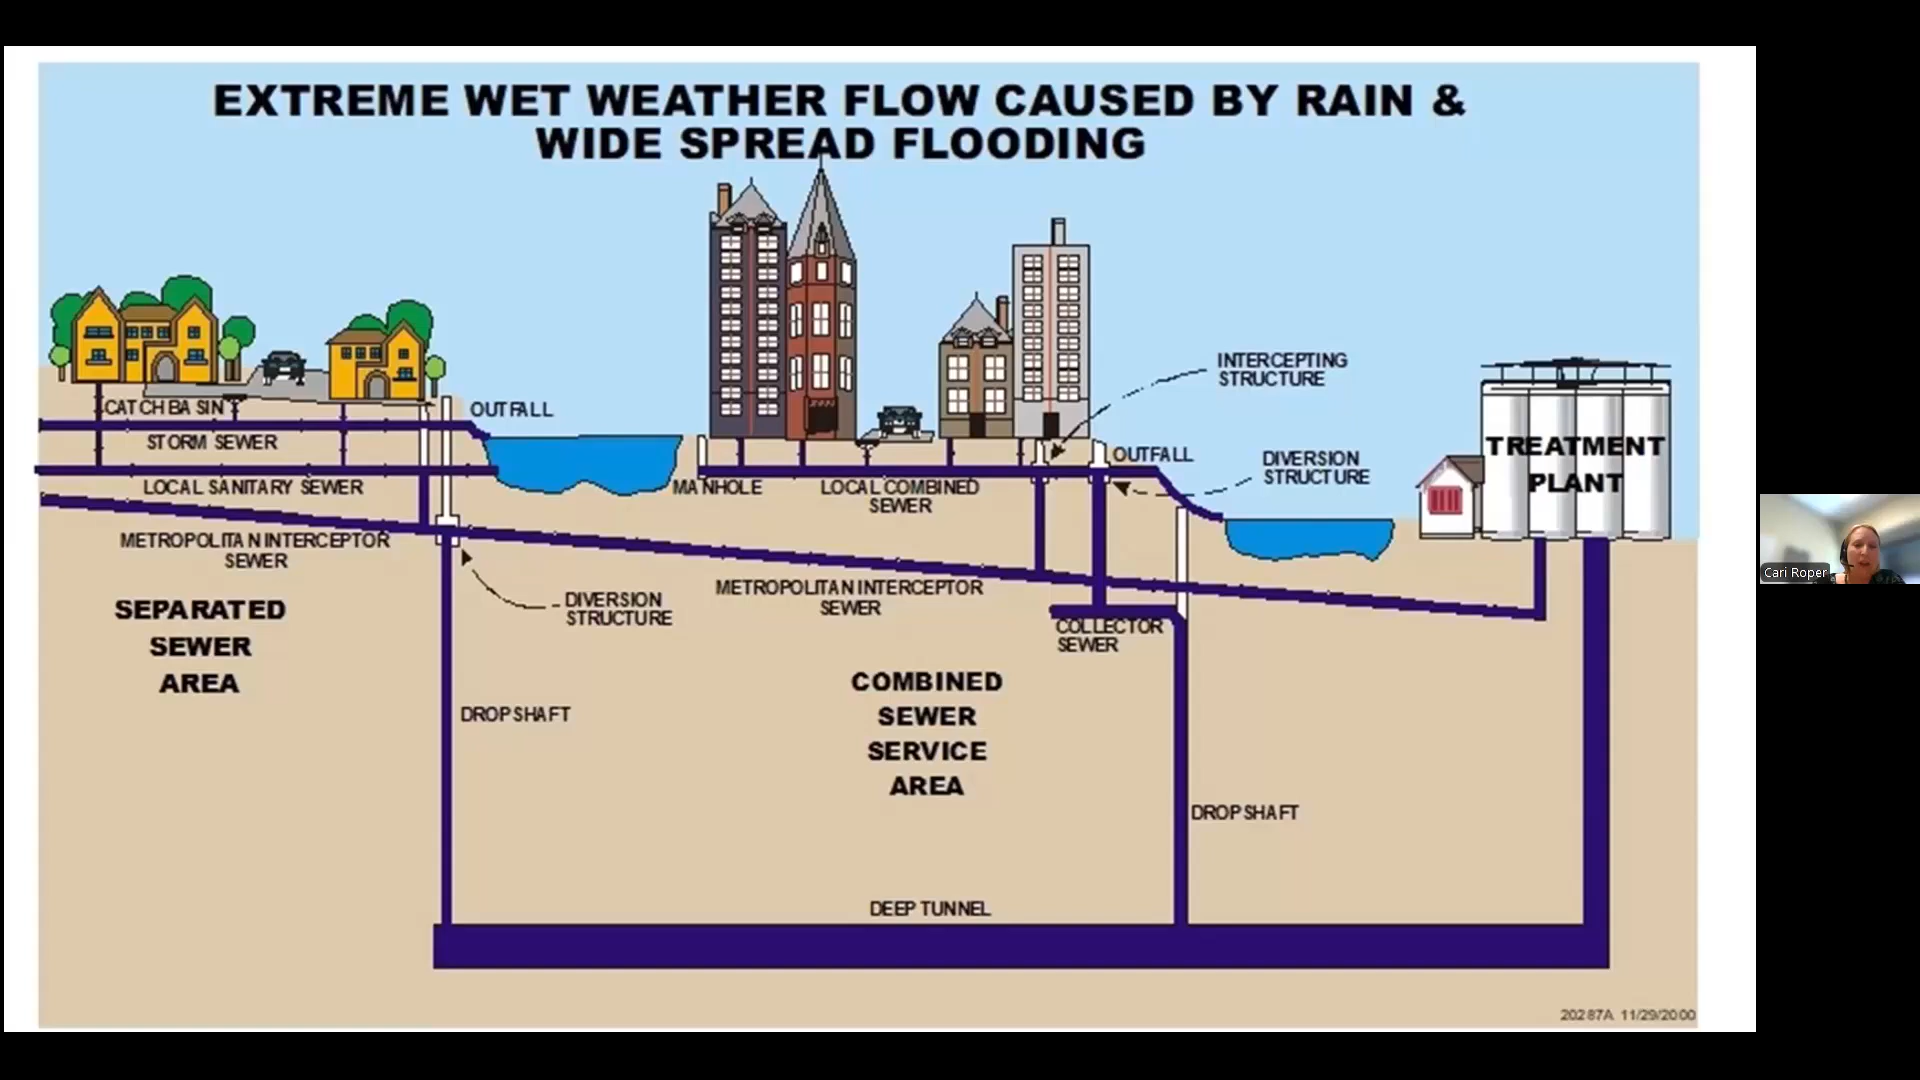 EXTREME WET WEATHER FLOW CAUSED BY RAIN &
WIDE SPREAD FLOODING
CATCH BASIN
STORM SEWER
LOCAL SANITARY SEWER
METROPOLITAN INTERCEPTOR
SEWER
SEPARATED
SEWER
AREA
OUTFALL
DIVERSION
STRUCTURE
DROPSHAFT
MANHOLE
LOCAL COMBINED
SEWER
METROPOLITAN INTERCEPTOR
SEWER
INTERCEPTING
STRUCTURE
OUTFALL
DIVERSION
STRUCTURE
COLLECTOR
SEWER
COMBINED
SEWER
SERVICE
AREA
DROPSHAFT
DEEP TUNNEL
TREATMENT
PLANT
20287A 11/29/2000
Cari Roper